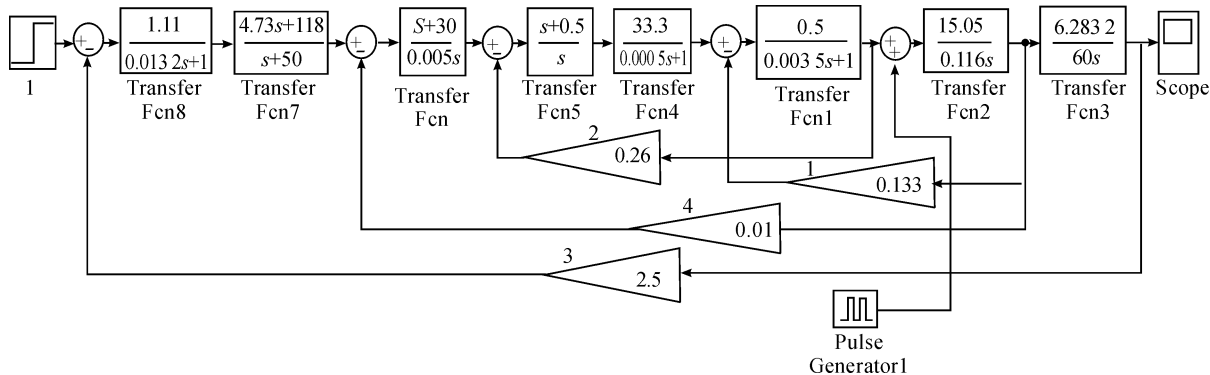 1
+
−
1.11
0.013 2s+1
Transfer
Fcn8
4.73s+118
s+50
Transfer
Fcn7
+
−
S+30
0.005s
Transfer
Fcn
+
−
s+0.5
s
Transfer
Fcn5
33.3
0.000 5s+1
Transfer
Fcn4
+
−
0.5
0.003 5s+1
Transfer
Fcn1
+
+
15.05
0.116s
Transfer
Fcn2
6.283 2
60s
Transfer
Fcn3
Scope
2
0.26
1
0.133
4
0.01
3
2.5
Pulse
Generator1